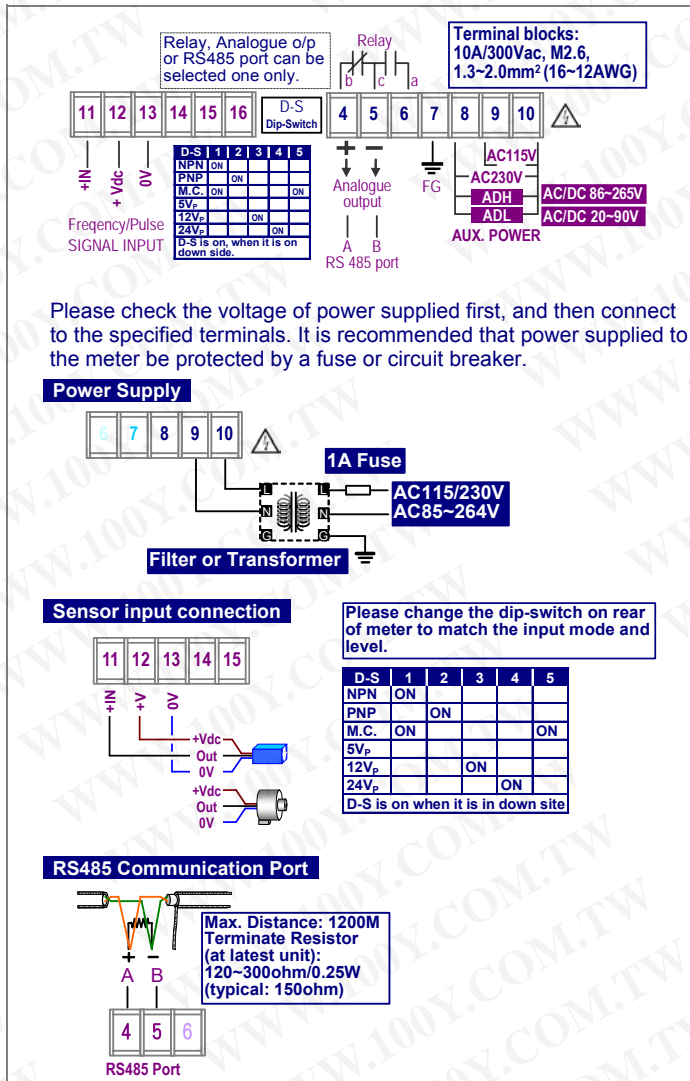 Relay, Analogue o/p
or RS485 port can be
selected one only.
Relay
b c a
Terminal blocks:
10A/300Vac, M2.6,
1.3~2.0mm² (16~12AWG)
11 12 13 14 15 16
D-S
Dip-Switch
4 5 6 7 8 9 10
+IN
+ Vdc
0V
Freqency/Pulse
SIGNAL INPUT
D-S 1 2 3 4 5
NPN ON
PNP ON
M.C. ON ON
5VP
12VP ON
24VP ON
D-S is on, when it is on
down side.
+ −
Analogue
output
A B
RS 485 port
FG
AC115V
AC230V
ADH AC/DC 86~265V
ADL AC/DC 20~90V
AUX. POWER
Please check the voltage of power supplied first, and then connect
to the specified terminals. It is recommended that power supplied to
the meter be protected by a fuse or circuit breaker.
Power Supply
6 7 8 9 10
1A Fuse
L L AC115/230V
N N AC85~264V
G G
Filter or Transformer
Sensor input connection
11 12 13 14 15
+IN
+V
0V
+Vdc
Out
0V
+Vdc
Out
0V
Please change the dip-switch on rear
of meter to match the input mode and
level.
D-S 1 2 3 4 5
NPN ON
PNP ON
M.C. ON ON
5VP
12VP ON
24VP ON
D-S is on when it is in down site
RS485 Communication Port
+ −
A B
Max. Distance: 1200M
Terminate Resistor
(at latest unit):
120~300ohm/0.25W
(typical: 150ohm)
4 5 6
RS485 Port
WWW.100Y.COM.TW